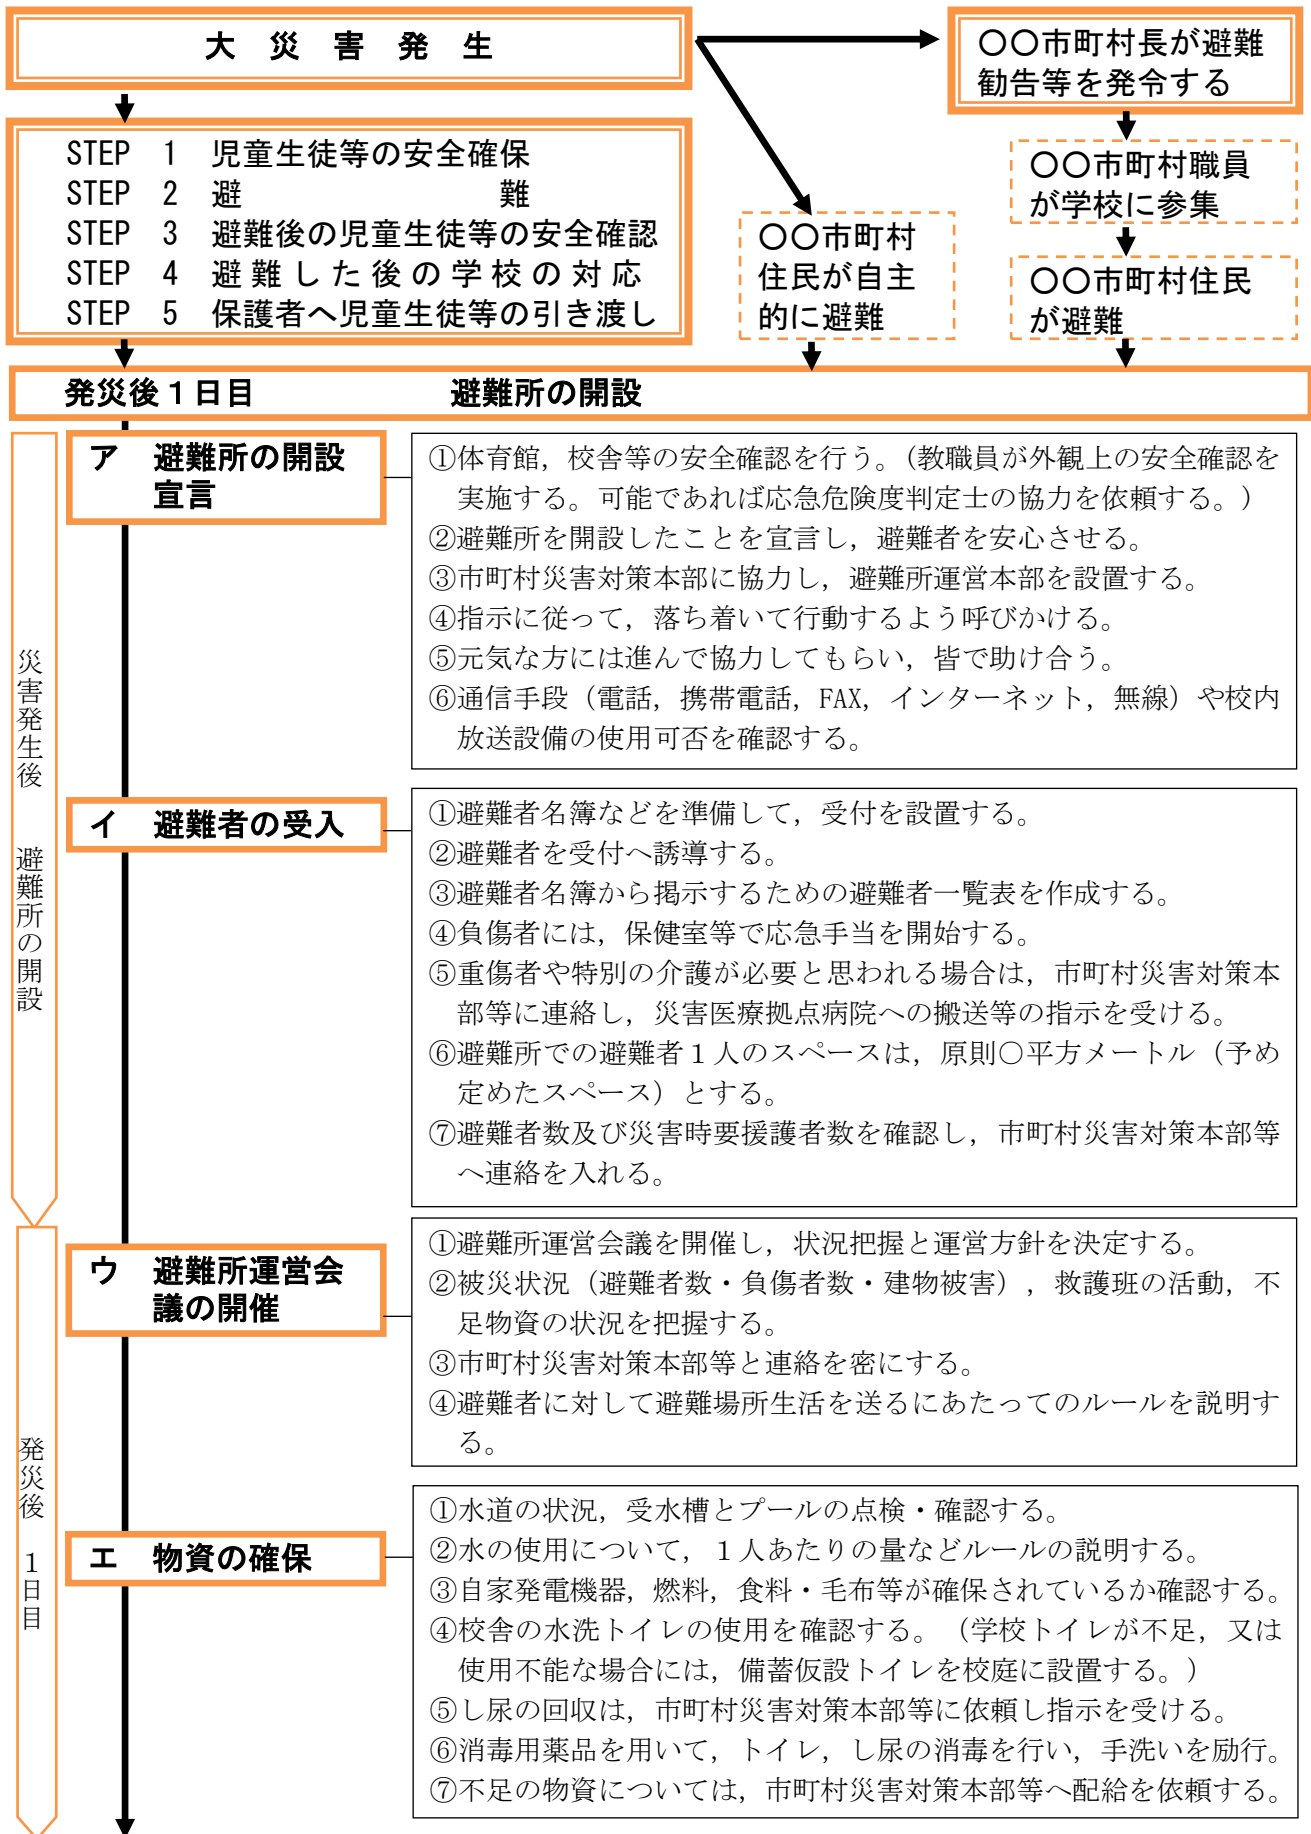 大　災　害　発　生
〇〇市町村長が避難
勧告等を発令する
STEP　1　児童生徒等の安全確保
STEP　2　避　　　　　　　難
STEP　3　避難後の児童生徒等の安全確認
STEP　4　避難した後の学校の対応
STEP　5　保護者へ児童生徒等の引き渡し
〇〇市町村
住民が自主
的に避難
〇〇市町村職員
が学校に参集
〇〇市町村住民
が避難
発災後１日目　　　　　　避難所の開設
災害発生後　避難所の開設
ア　避難所の開設
宣言
①体育館，校舎等の安全確認を行う。（教職員が外観上の安全確認を
実施する。可能であれば応急危険度判定士の協力を依頼する。）
②避難所を開設したことを宣言し，避難者を安心させる。
③市町村災害対策本部に協力し，避難所運営本部を設置する。
④指示に従って，落ち着いて行動するよう呼びかける。
⑤元気な方には進んで協力してもらい，皆で助け合う。
⑥通信手段（電話，携帯電話，FAX，インターネット，無線）や校内
放送設備の使用可否を確認する。
イ　避難者の受入
①避難者名簿などを準備して，受付を設置する。
②避難者を受付へ誘導する。
③避難者名簿から掲示するための避難者一覧表を作成する。
④負傷者には，保健室等で応急手当を開始する。
⑤重傷者や特別の介護が必要と思われる場合は，市町村災害対策本
部等に連絡し，災害医療拠点病院への搬送等の指示を受ける。
⑥避難所での避難者１人のスペースは，原則○平方メートル（予め
定めたスペース）とする。
⑦避難者数及び災害時要援護者数を確認し，市町村災害対策本部等
へ連絡を入れる。
発災後　１日目
ウ　避難所運営会
議の開催
①避難所運営会議を開催し，状況把握と運営方針を決定する。
②被災状況（避難者数・負傷者数・建物被害），救護班の活動，不
足物資の状況を把握する。
③市町村災害対策本部等と連絡を密にする。
④避難者に対して避難場所生活を送るにあたってのルールを説明す
る。
エ　物資の確保
①水道の状況，受水槽とプールの点検・確認する。
②水の使用について，１人あたりの量などルールの説明する。
③自家発電機器，燃料，食料・毛布等が確保されているか確認する。
④校舎の水洗トイレの使用を確認する。（学校トイレが不足，又は
使用不能な場合には，備蓄仮設トイレを校庭に設置する。）
⑤し尿の回収は，市町村災害対策本部等に依頼し指示を受ける。
⑥消毒用薬品を用いて，トイレ，し尿の消毒を行い，手洗いを励行。
⑦不足の物資については，市町村災害対策本部等へ配給を依頼する。